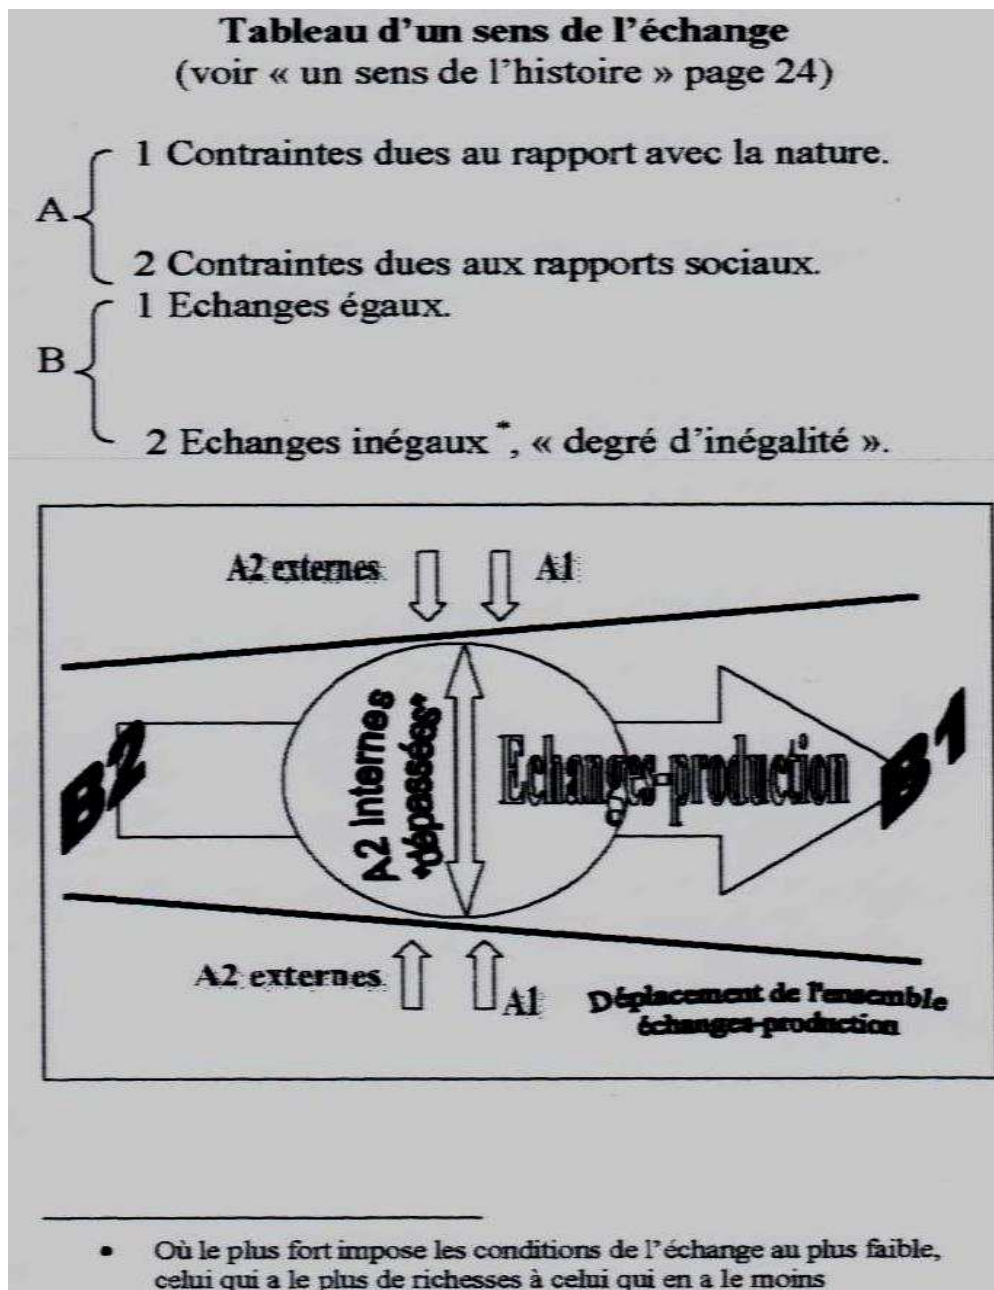 Tableau d'un sens de l'échange
(voir « un sens de l'histoire » page 24)
A
1 Contraintes dues au rapport avec la nature.
2 Contraintes dues aux rapports sociaux.
B
1 Echanges égaux.
2 Echanges inégaux *, « degré d'inégalité ».
A2 externes
A1
B2
A2 internes
"dépassées"
Echanges-production
B1
A2 externes
A1
Déplacement de l'ensemble
échanges-production
• Où le plus fort impose les conditions de l'échange au plus faible,
celui qui a le plus de richesses à celui qui en a le moins